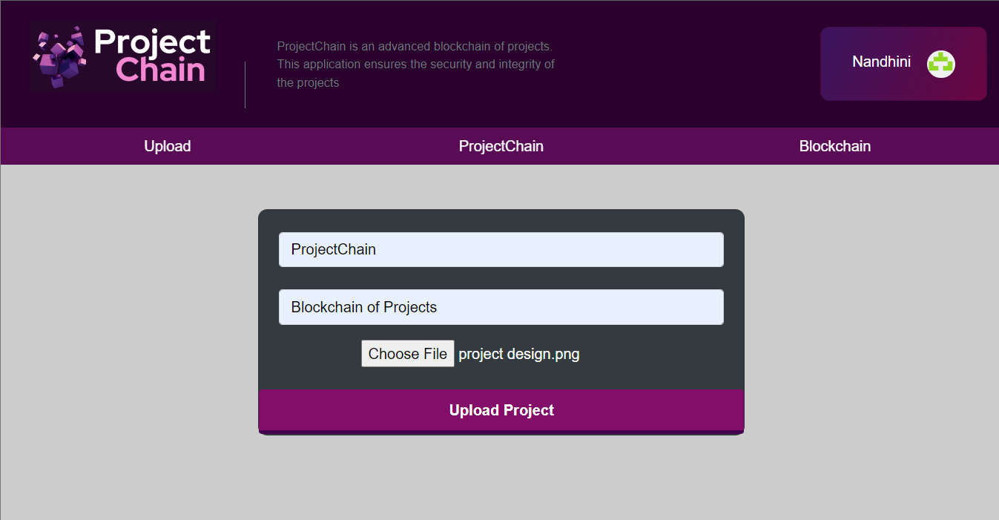 Project
Chain
ProjectChain is an advanced blockchain of projects.
This application ensures the security and integrity of
the projects
Nandhini
Upload
ProjectChain
Blockchain
ProjectChain
Blockchain of Projects
Choose File project design.png
Upload Project